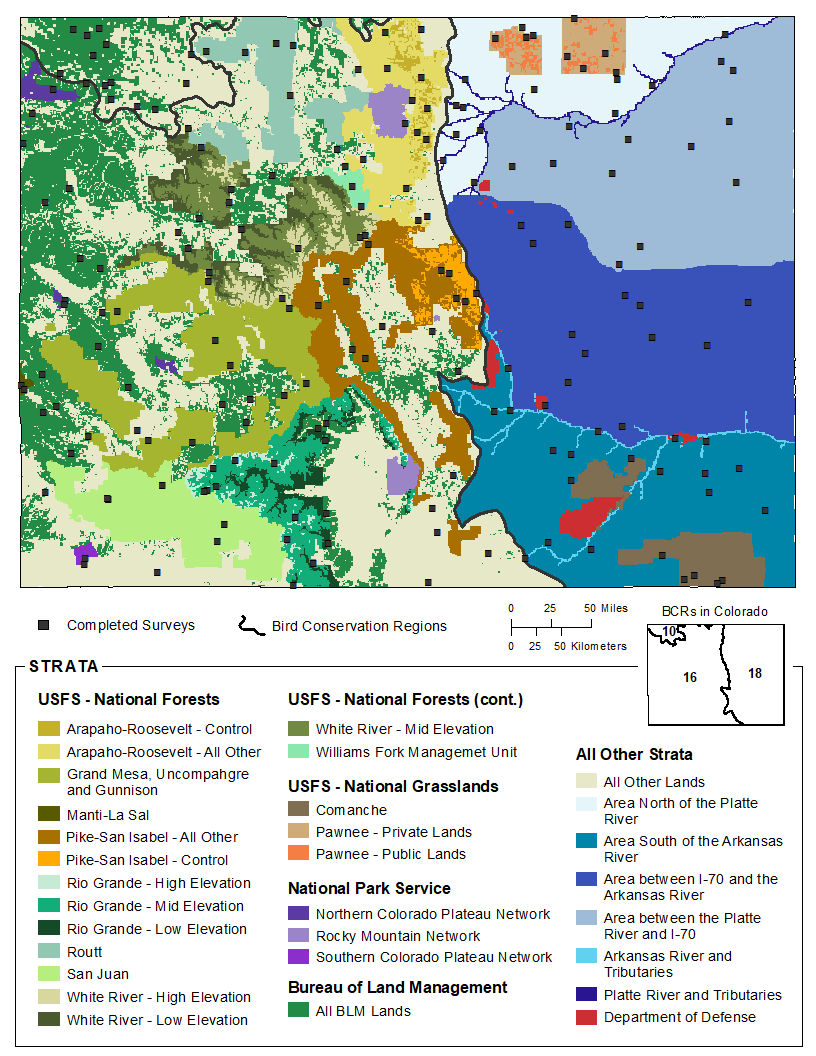 Completed Surveys
Bird Conservation Regions
0 25 50 Miles
0 25 50 Kilometers
BCRs in Colorado
10
16
18
STRATA
USFS - National Forests
Arapaho-Roosevelt - Control
Arapaho-Roosevelt - All Other
Grand Mesa, Uncompahgre
and Gunnison
Manti-La Sal
Pike-San Isabel - All Other
Pike-San Isabel - Control
Rio Grande - High Elevation
Rio Grande - Mid Elevation
Rio Grande - Low Elevation
Routt
San Juan
White River - High Elevation
White River - Low Elevation
USFS - National Forests (cont.)
White River - Mid Elevation
Williams Fork Managemet Unit
USFS - National Grasslands
Comanche
Pawnee - Private Lands
Pawnee - Public Lands
National Park Service
Northern Colorado Plateau Network
Rocky Mountain Network
Southern Colorado Plateau Network
Bureau of Land Management
All BLM Lands
All Other Strata
All Other Lands
Area North of the Platte
River
Area South of the Arkansas
River
Area between I-70 and the
Arkansas River
Area between the Platte
River and I-70
Arkansas River and
Tributaries
Platte River and Tributaries
Department of Defense